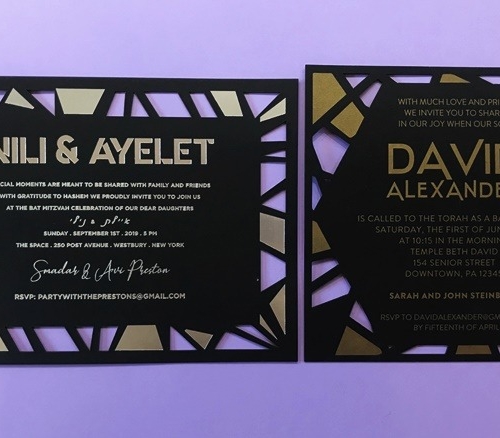 NILI & AYELET
CIAL MOMENTS ARE MEANT TO BE SHARED WITH FAMILY AND FRIENDS
WITH GRATITUDE TO HASHEM WE PROUDLY INVITE YOU TO JOIN US
AT THE BAT MITZVAH CELEBRATION OF OUR DEAR DAUGHTERS
SUNDAY . SEPTEMBER 1ST . 2019 . 5 PM
THE SPACE . 250 POST AVENUE . WESTBURY . NEW YORK
Smadar & Avi Preston
RSVP: PARTYWITHTHEPRESTONS@GMAIL.COM
WITH MUCH LOVE AND PRI
WE INVITE YOU TO SHAR
IN OUR JOY WHEN OUR SO
DAVI
ALEXANDE
IS CALLED TO THE TORAH AS A BA
SATURDAY, THE FIRST OF JUN
AT 10:15 IN THE MORNIN
TEMPLE BETH DAVID
154 SENIOR STREET
DOWNTOWN, PA 12345
SARAH AND JOHN STEINB
RSVP TO DAVIDALEXANDER@GM
BY FIFTEENTH OF APRIL